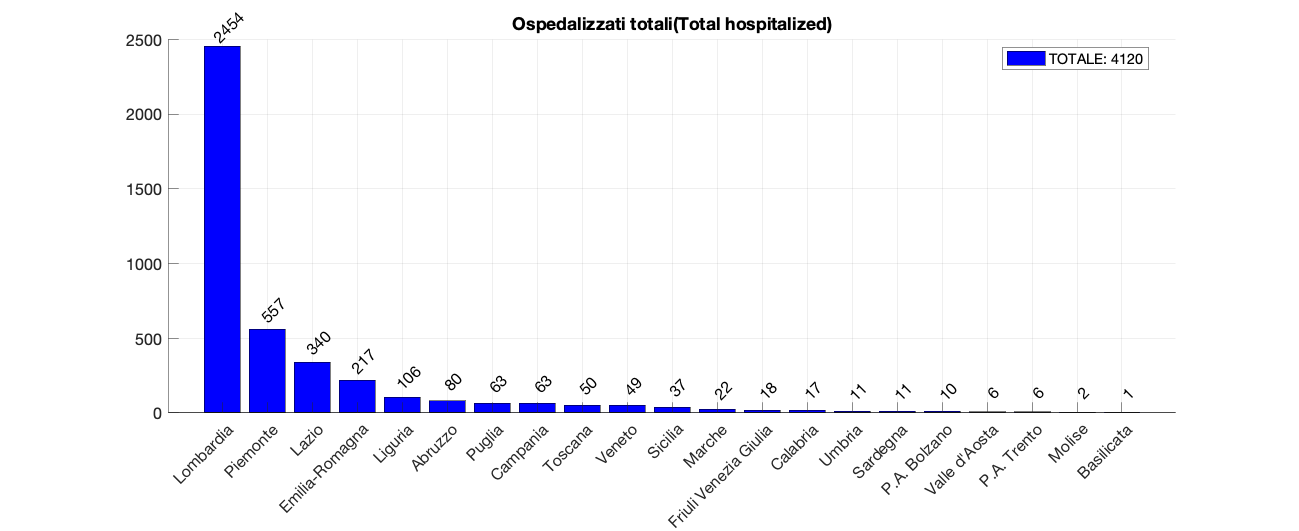 Ospedalizzati totali(Total hospitalized)
TOTALE: 4120
2500
2000
1500
1000
500
0
2454
557
340
217
106
80
63
63
50
49
37
22
18
17
11
11
10
6
6
2
1
Lombardia
Piemonte
Lazio
Emilia-Romagna
Liguria
Abruzzo
Puglia
Campania
Toscana
Veneto
Sicilia
Marche
Friuli Venezia Giulia
Calabria
Umbria
Sardegna
P.A. Bolzano
Valle d'Aosta
P.A. Trento
Molise
Basilicata